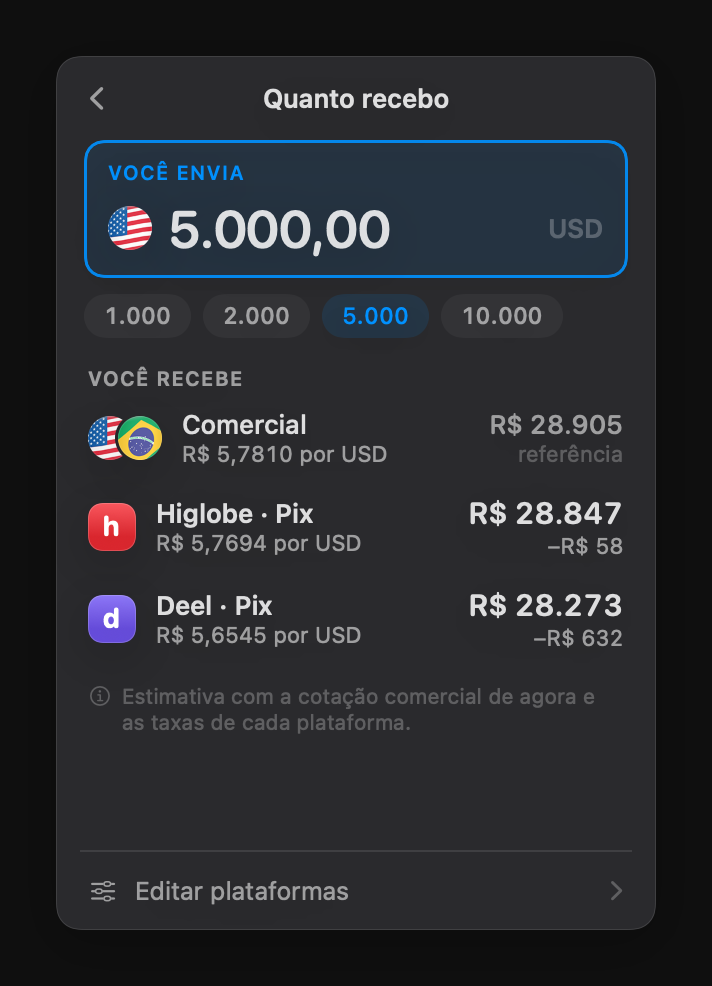 Quanto recebo
VOCÊ ENVIA
5.000,00 USD
1.000 2.000 5.000 10.000
VOCÊ RECEBE
Comercial R$ 28.905
R$ 5,7810 por USD referência
h Higlobe · Pix R$ 28.847
R$ 5,7694 por USD –R$ 58
d Deel · Pix R$ 28.273
R$ 5,6545 por USD –R$ 632
Estimativa com a cotação comercial de agora e
as taxas de cada plataforma.
Editar plataformas